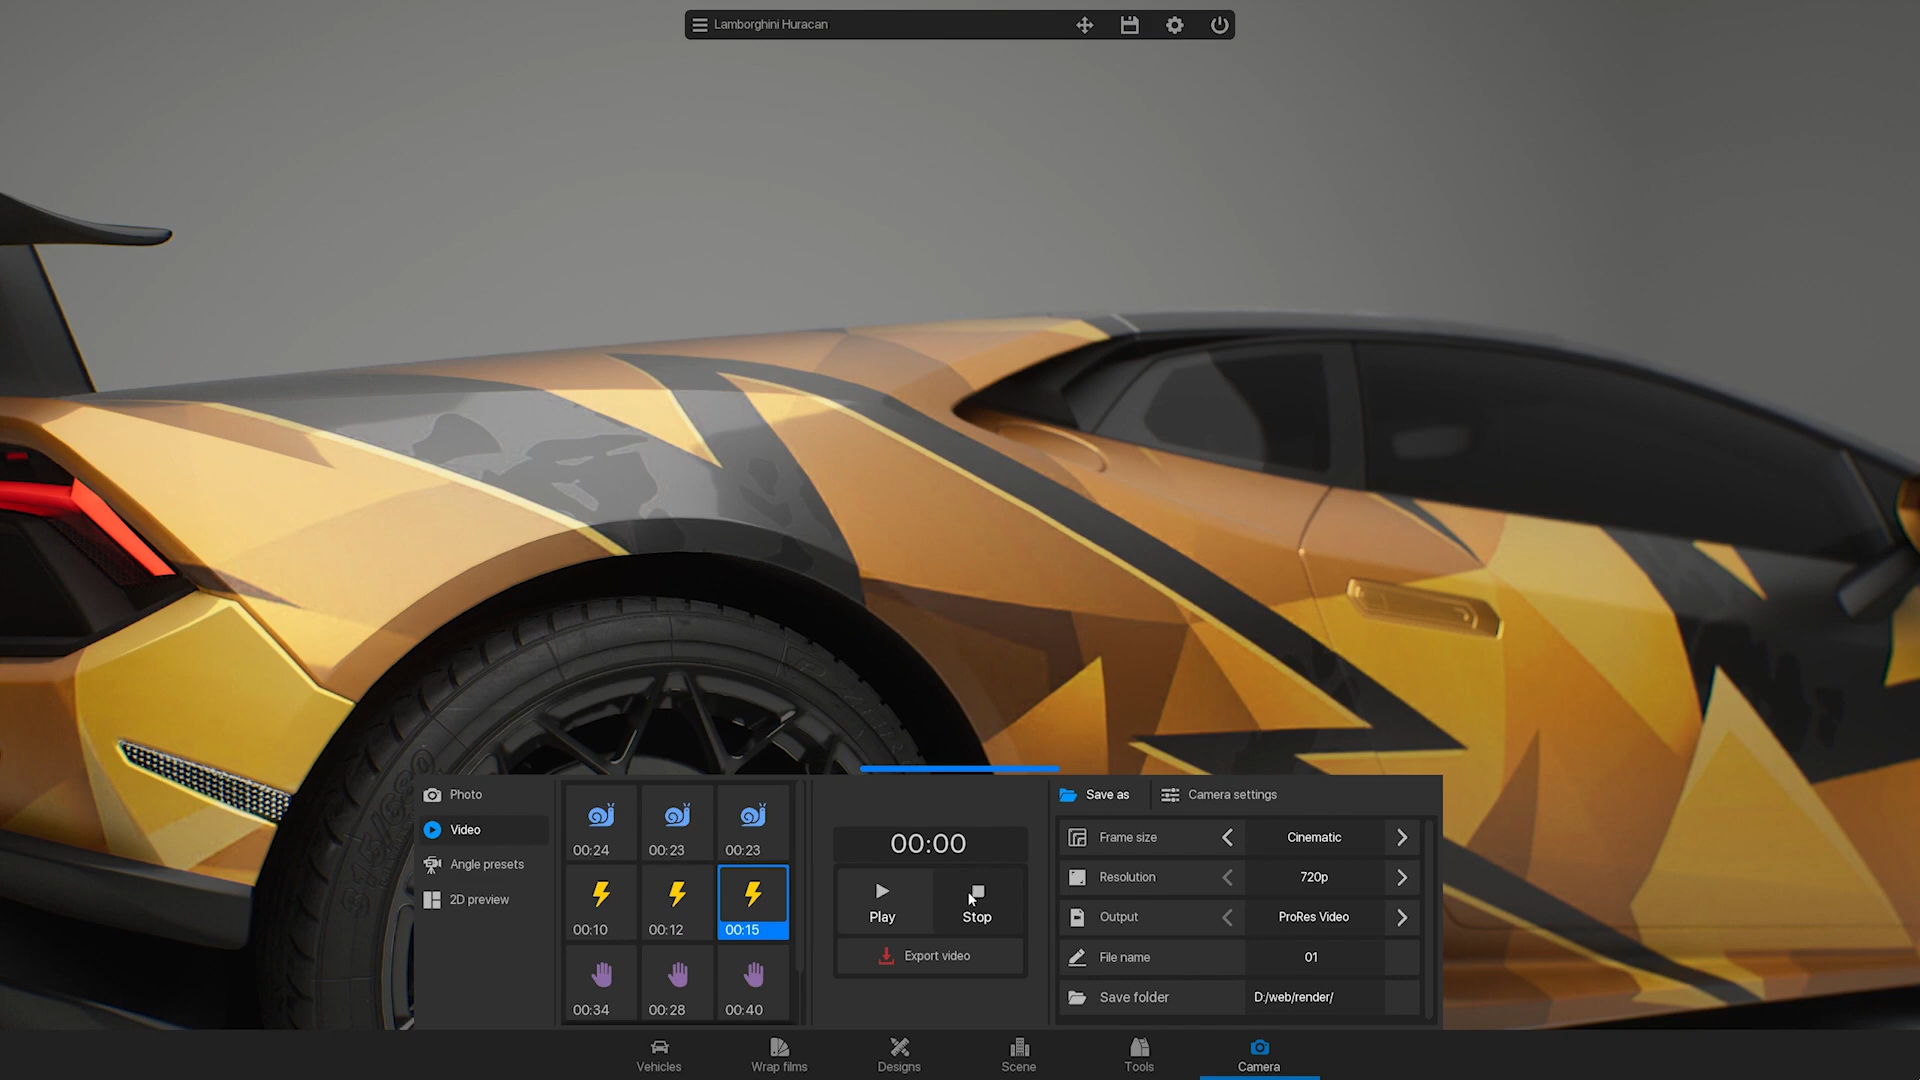 Lamborghini Huracan
Photo
Video
Angle presets
2D preview
00:24
00:23
00:23
00:10
00:12
00:15
00:34
00:28
00:40
00:00
Play
Stop
Export video
Save as
Camera settings
Frame size
Cinematic
Resolution
720p
Output
ProRes Video
File name
01
Save folder
D:/web/render/
Vehicles
Wrap films
Designs
Scene
Tools
Camera